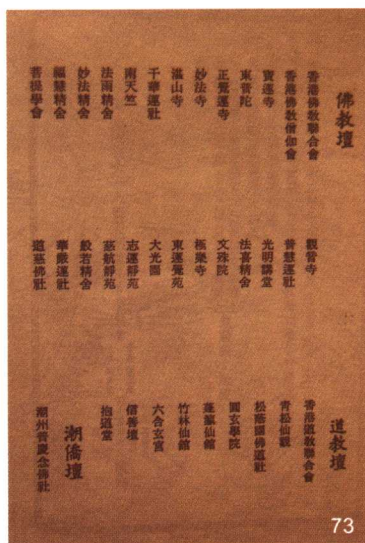 佛教壇
香港佛教聯合會
香港佛教僧伽會
寶蓮寺
東普陀
正覺蓮寺
妙法寺
湛山寺
千華蓮社
南天竺
法雨精舍
妙法精舍
福慧精舍
菩提學會
觀音寺
普慧蓮社
光明講堂
法喜精舍
文殊院
極樂寺
東蓮覺苑
大光園
志蓮靜苑
慈航靜苑
般若精舍
華嚴蓮社
道慈佛社
道教壇
香港道教聯合會
青松仙觀
松蔭園佛道社
圓玄學院
蓬瀛仙館
竹林仙館
六合玄宮
信善壇
抱道堂
潮僑壇
潮州普慶念佛社
73